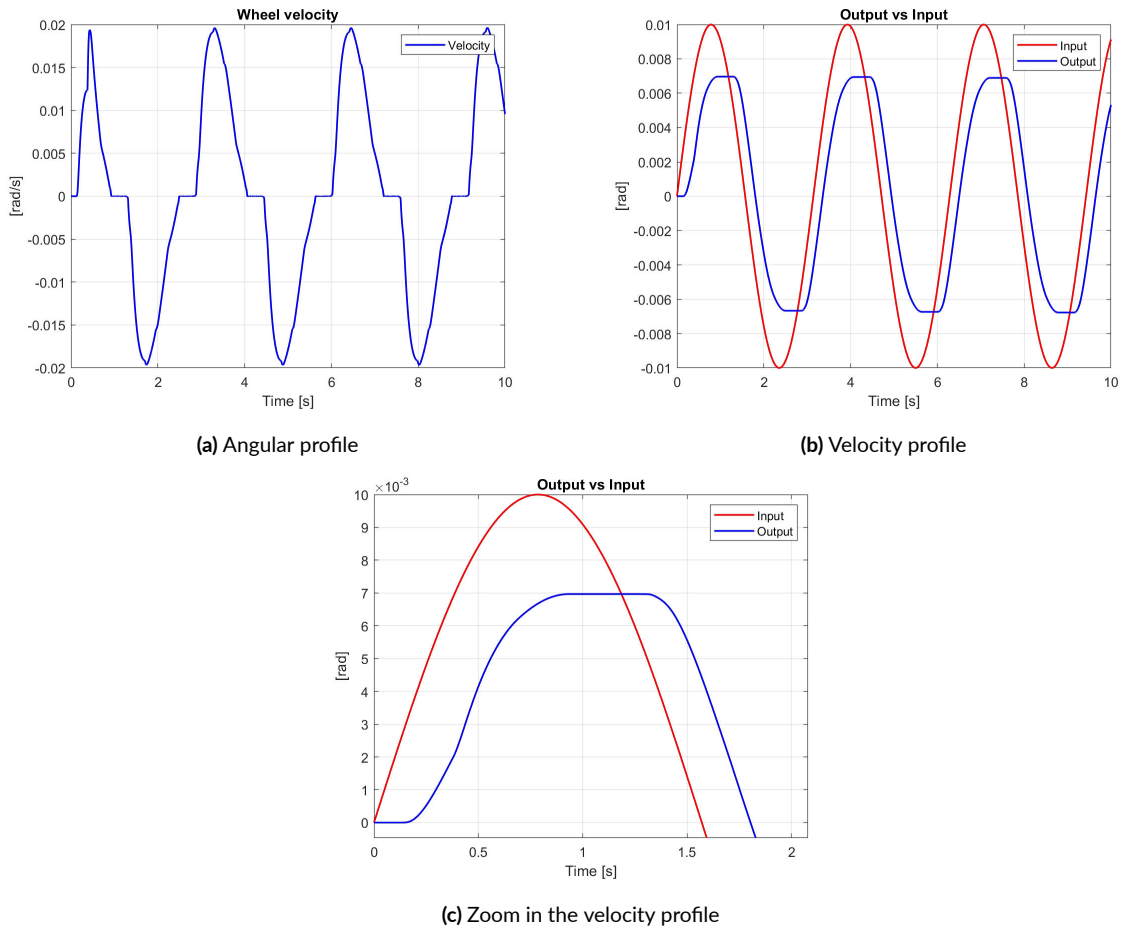 Wheel velocity
Velocity
[rad/s]
0.02
0.015
0.01
0.005
0
-0.005
-0.01
-0.015
-0.02
0 2 4 6 8 10
Time [s]
(a) Angular profile
Output vs Input
Input
Output
[rad]
0.01
0.008
0.006
0.004
0.002
0
-0.002
-0.004
-0.006
-0.008
-0.01
0 2 4 6 8 10
Time [s]
(b) Velocity profile
×10-3
Output vs Input
Input
Output
[rad]
10
9
8
7
6
5
4
3
2
1
0
0 0.5 1 1.5 2
Time [s]
(c) Zoom in the velocity profile